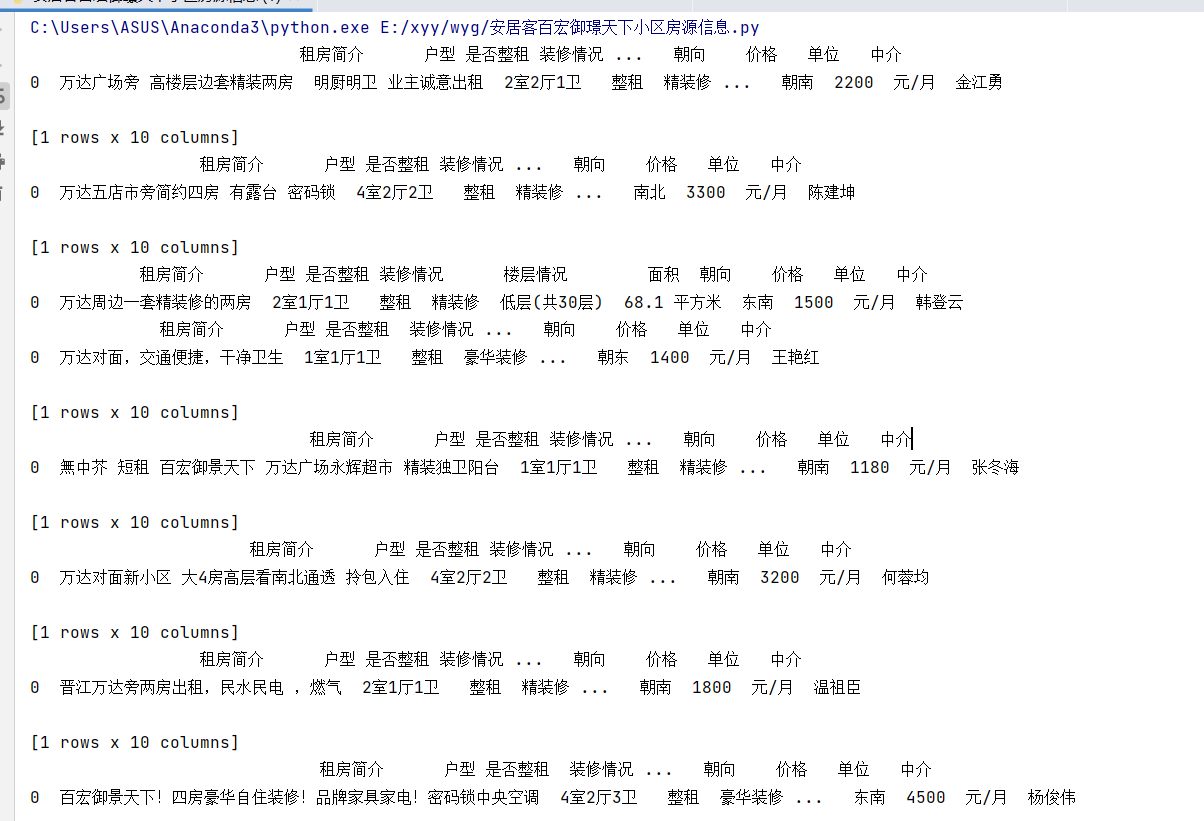 C:\Users\ASUS\Anaconda3\python.exe E:/xyy/wyg/安居客百宏御璟天下小区房源信息.py
租房简介 户型 是否整租 装修情况 ... 朝向 价格 单位 中介
0 万达广场旁 高楼层边套精装两房 明厨明卫 业主诚意出租 2室2厅1卫 整租 精装修 ... 朝南 2200 元/月 金江勇
[1 rows x 10 columns]
租房简介 户型 是否整租 装修情况 ... 朝向 价格 单位 中介
0 万达五店市旁简约四房 有露台 密码锁 4室2厅2卫 整租 精装修 ... 南北 3300 元/月 陈建坤
[1 rows x 10 columns]
租房简介 户型 是否整租 装修情况 楼层情况 面积 朝向 价格 单位 中介
0 万达周边一套精装修的两房 2室1厅1卫 整租 精装修 低层(共30层) 68.1 平方米 东南 1500 元/月 韩登云
租房简介 户型 是否整租 装修情况 ... 朝向 价格 单位 中介
0 万达对面，交通便捷，干净卫生 1室1厅1卫 整租 豪华装修 ... 朝东 1400 元/月 王艳红
[1 rows x 10 columns]
租房简介 户型 是否整租 装修情况 ... 朝向 价格 单位 中介
0 無中芥 短租 百宏御景天下 万达广场永辉超市 精装独卫阳台 1室1厅1卫 整租 精装修 ... 朝南 1180 元/月 张冬海
[1 rows x 10 columns]
租房简介 户型 是否整租 装修情况 ... 朝向 价格 单位 中介
0 万达对面新小区 大4房高层看南北通透 拎包入住 4室2厅2卫 整租 精装修 ... 朝南 3200 元/月 何蓉均
[1 rows x 10 columns]
租房简介 户型 是否整租 装修情况 ... 朝向 价格 单位 中介
0 晋江万达旁两房出租，民水民电 ，燃气 2室1厅1卫 整租 精装修 ... 朝南 1800 元/月 温祖臣
[1 rows x 10 columns]
租房简介 户型 是否整租 装修情况 ... 朝向 价格 单位 中介
0 百宏御景天下！四房豪华自住装修！品牌家具家电！密码锁中央空调 4室2厅3卫 整租 豪华装修 ... 东南 4500 元/月 杨俊伟